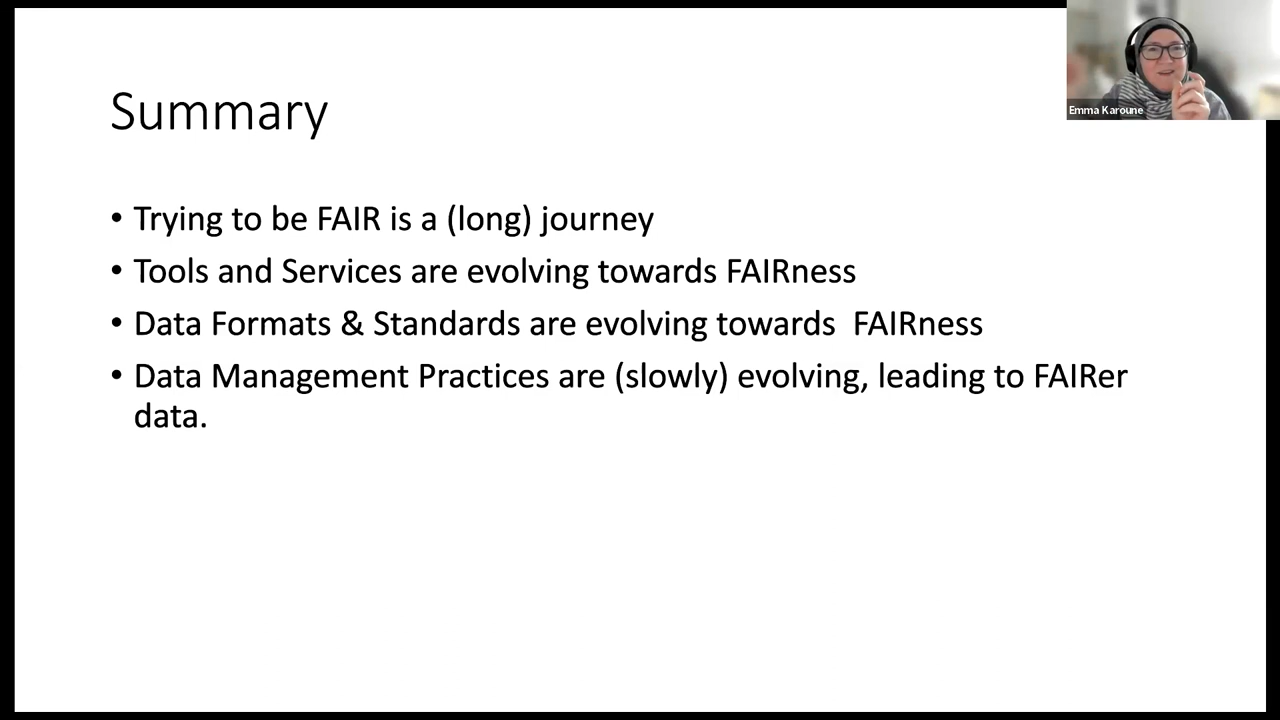 Summary
Emma Karoune
• Trying to be FAIR is a (long) journey
• Tools and Services are evolving towards FAIRness
• Data Formats & Standards are evolving towards  FAIRness
• Data Management Practices are (slowly) evolving, leading to FAIRer
data.